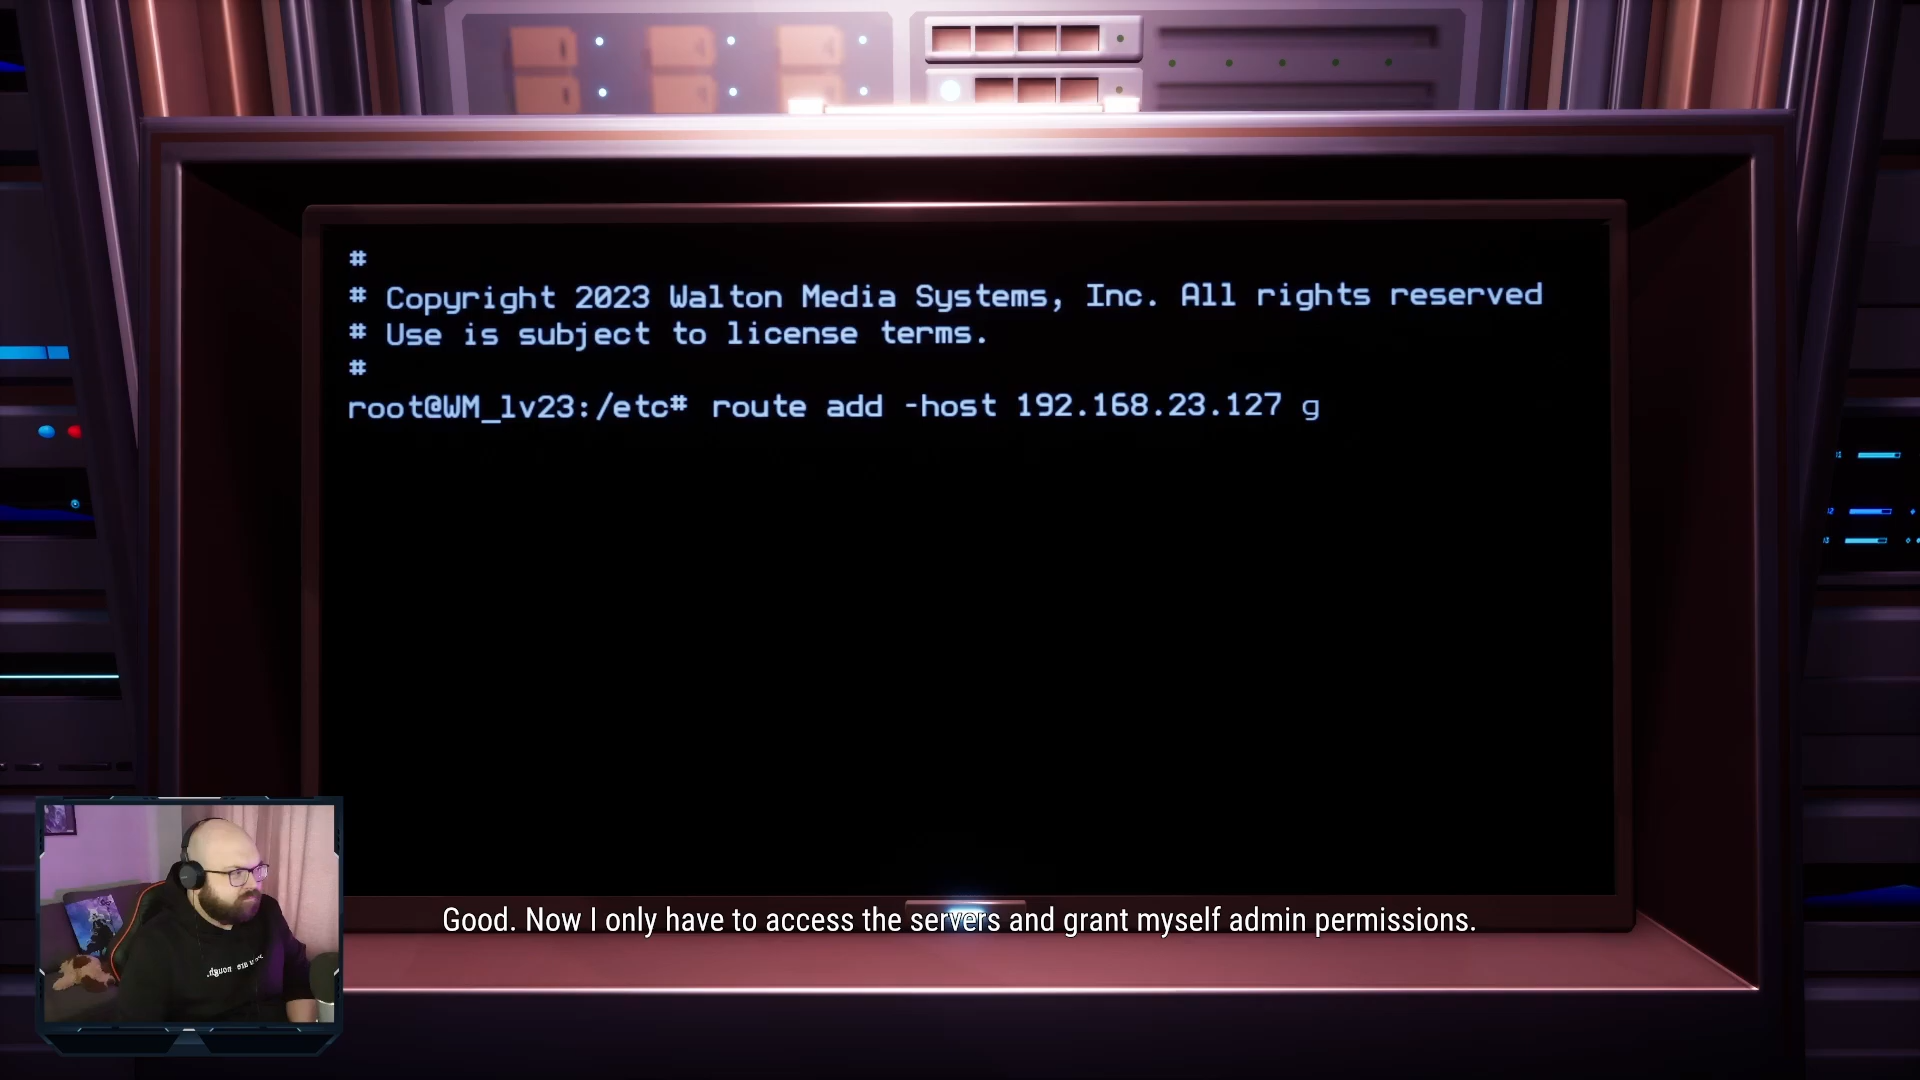 #
# Copyright 2023 Walton Media Systems, Inc. All rights reserved
# Use is subject to license terms.
#
root@WM_lv23:/etc# route add -host 192.168.23.127 g
Good. Now I only have to access the servers and grant myself admin permissions.